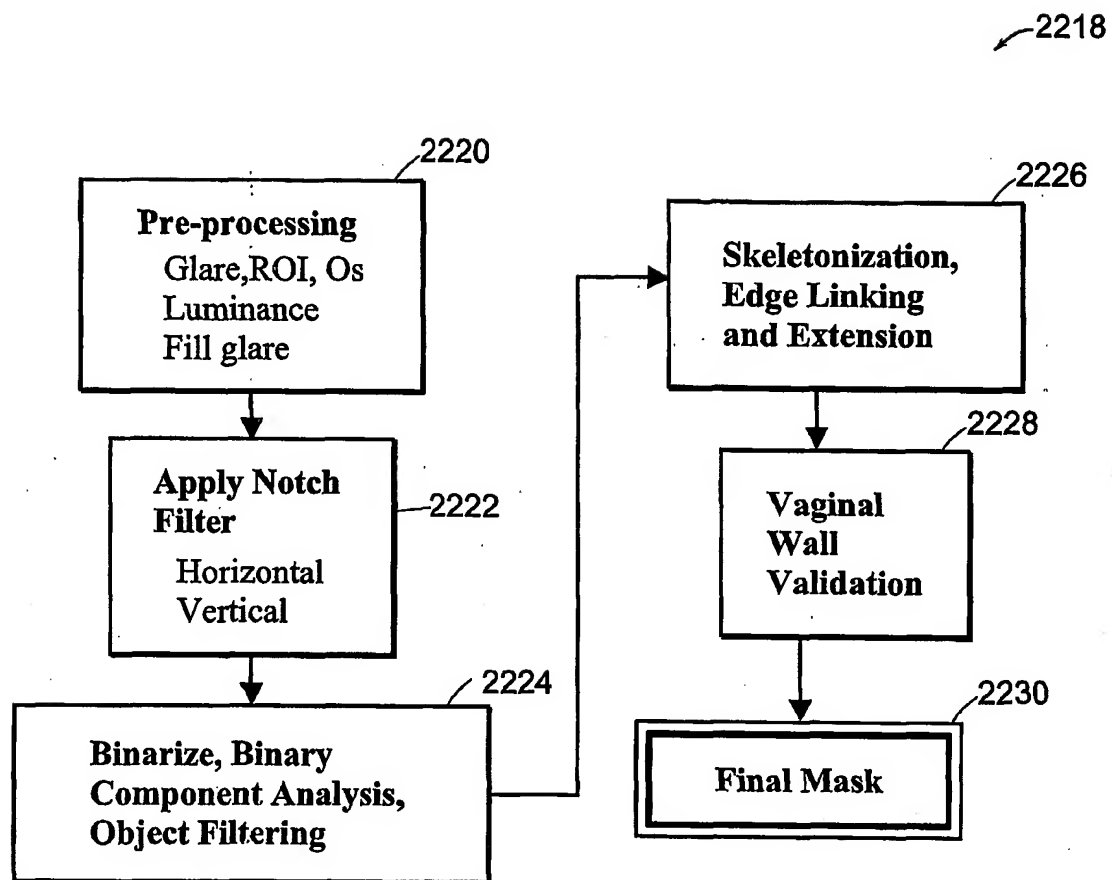 2218
2220
Pre-processing
Glare,ROI, Os
Luminance
Fill glare
2222
Apply Notch
Filter
Horizontal
Vertical
2224
Binarize, Binary
Component Analysis,
Object Filtering
2226
Skeletonization,
Edge Linking
and Extension
2228
Vaginal
Wall
Validation
2230
Final Mask